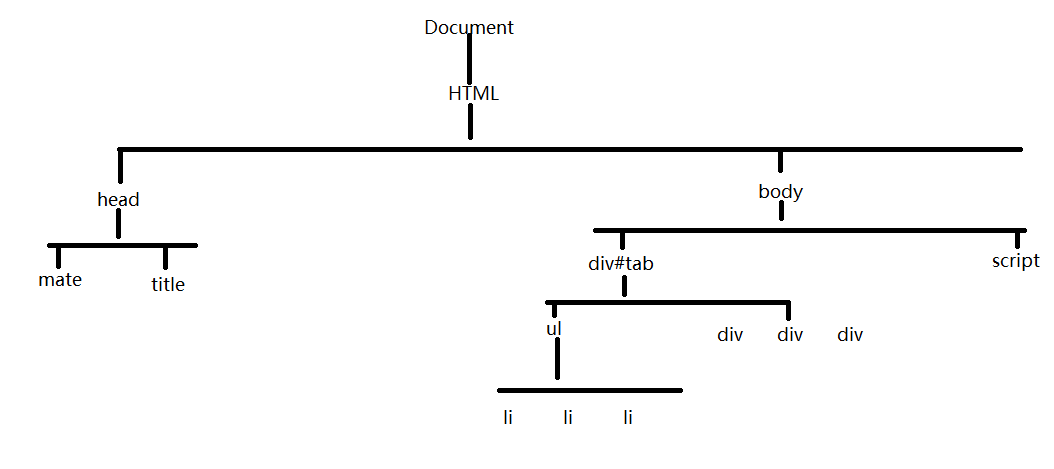 Document
HTML
head
body
mate
title
div#tab
script
ul
div div div
li li li